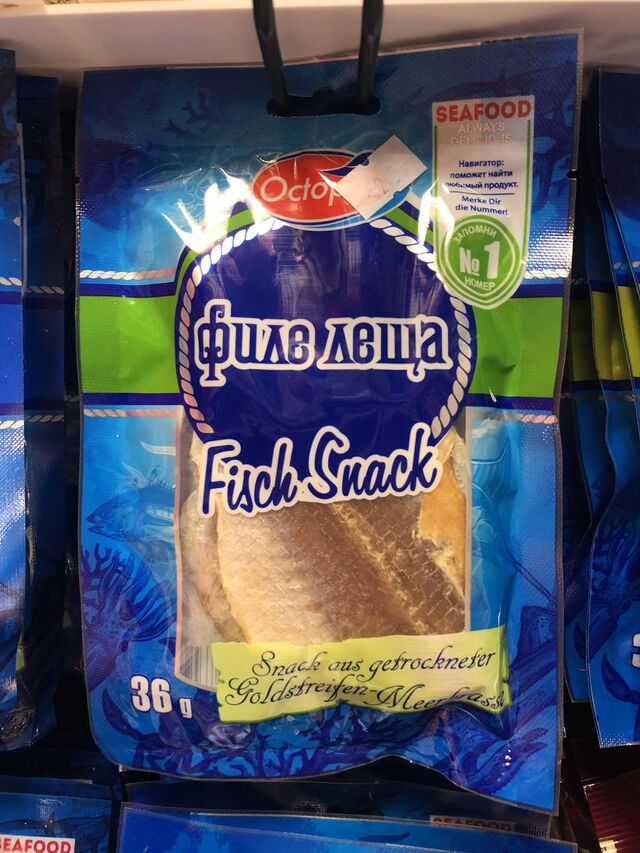 SEAFOOD
ALWAYS
DELICIOUS
Навигатор:
поможет найти
любимый продукт.
Merke Dir
die Nummer!
ЗАПОМНИ
№1
НОМЕР
филе леща
Fisch Snack
Snack aus getrockneter
36 g
SEAFOOD
SEAFOOD